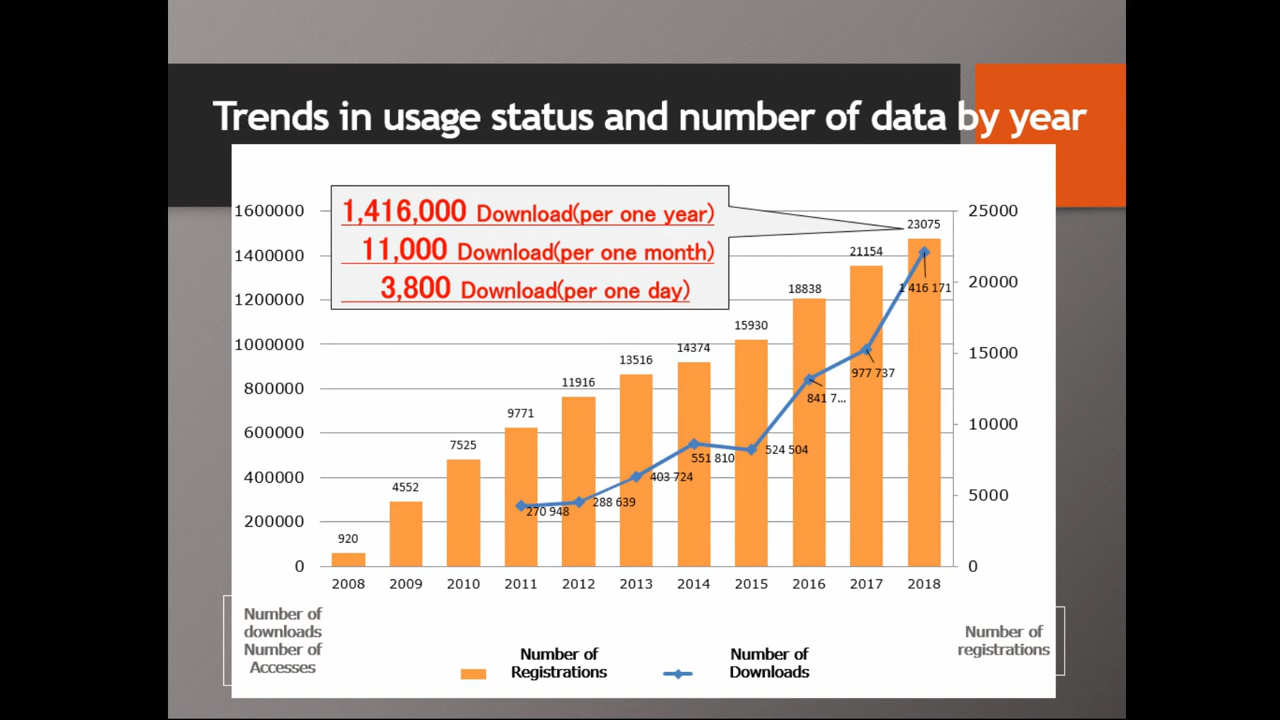 Trends in usage status and number of data by year
1,416,000 Download(per one year)
11,000 Download(per one month)
3,800 Download(per one day)
1600000
1400000
1200000
1000000
800000
600000
400000
200000
0
25000
20000
15000
10000
5000
0
920
4552
7525
9771
11916
13516
14374
15930
18838
21154
23075
270 948
288 639
403 724
551 810
524 504
841 7...
977 737
1 416 171
2008 2009 2010 2011 2012 2013 2014 2015 2016 2017 2018
Number of
downloads
Number of
Accesses
Number of
Registrations
Number of
Downloads
Number of
registrations